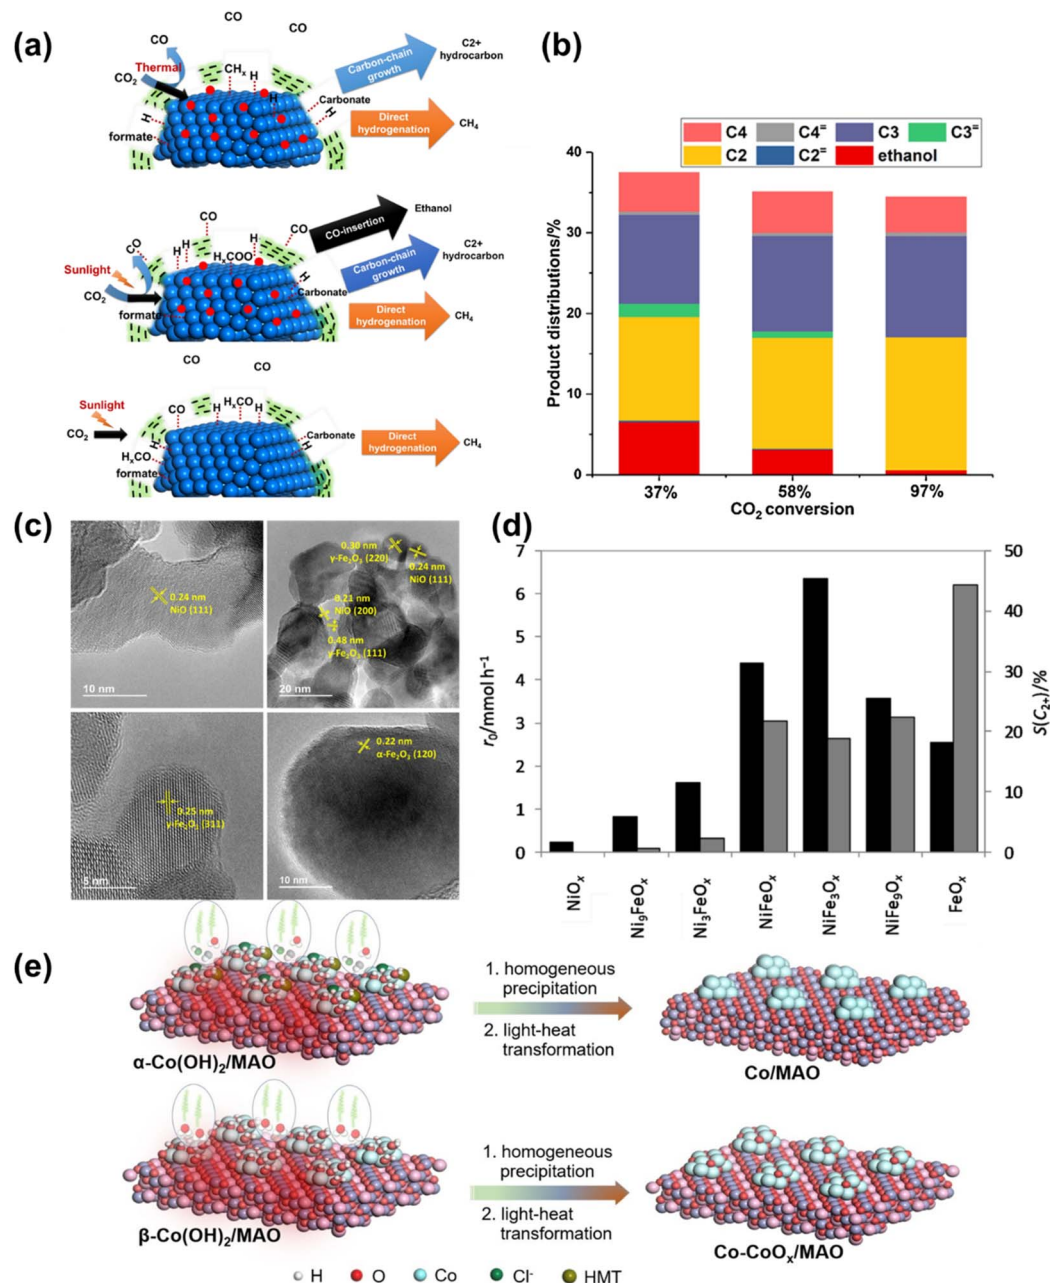 (a)
CO
CO
CO
Thermal
CO2
CHx
H
H
H
H
Carbonate
formate
Carbon-chain
growth
C2+
hydrocarbon
Direct
hydrogenation
CH4
Sunlight
CO
CO
CO
CO2
H H
HxCOO
H
H
Carbonate
formate
CO-insertion
Ethanol
Carbon-chain
growth
C2+
hydrocarbon
Direct
hydrogenation
CH4
CO
CO
Sunlight
CO2
CO
H
HxCO
H
H
HxCO
formate
Carbonate
H
Direct
hydrogenation
CH4
(b)
C4
C4=
C3
C3=
C2
C2=
ethanol
Product distributions/%
40
30
20
10
0
37%
58%
97%
CO2 conversion
(c)
0.24 nm
NiO (111)
10 nm
0.30 nm
γ-Fe2O3 (220)
0.24 nm
NiO (111)
0.21 nm
NiO (200)
0.48 nm
γ-Fe2O3 (111)
20 nm
0.25 nm
γ-Fe2O3 (311)
5 nm
0.22 nm
α-Fe2O3 (120)
10 nm
(d)
r0/mmol h−1
7
6
5
4
3
2
1
0
S(C2+)/%
50
40
30
20
10
0
NiOx
Ni9FeOx
Ni3FeOx
NiFeOx
NiFe3Ox
NiFe9Ox
FeOx
(e)
α-Co(OH)2/MAO
1. homogeneous
precipitation
2. light-heat
transformation
Co/MAO
β-Co(OH)2/MAO
1. homogeneous
precipitation
2. light-heat
transformation
Co-CoOx/MAO
H O Co Cl- HMT